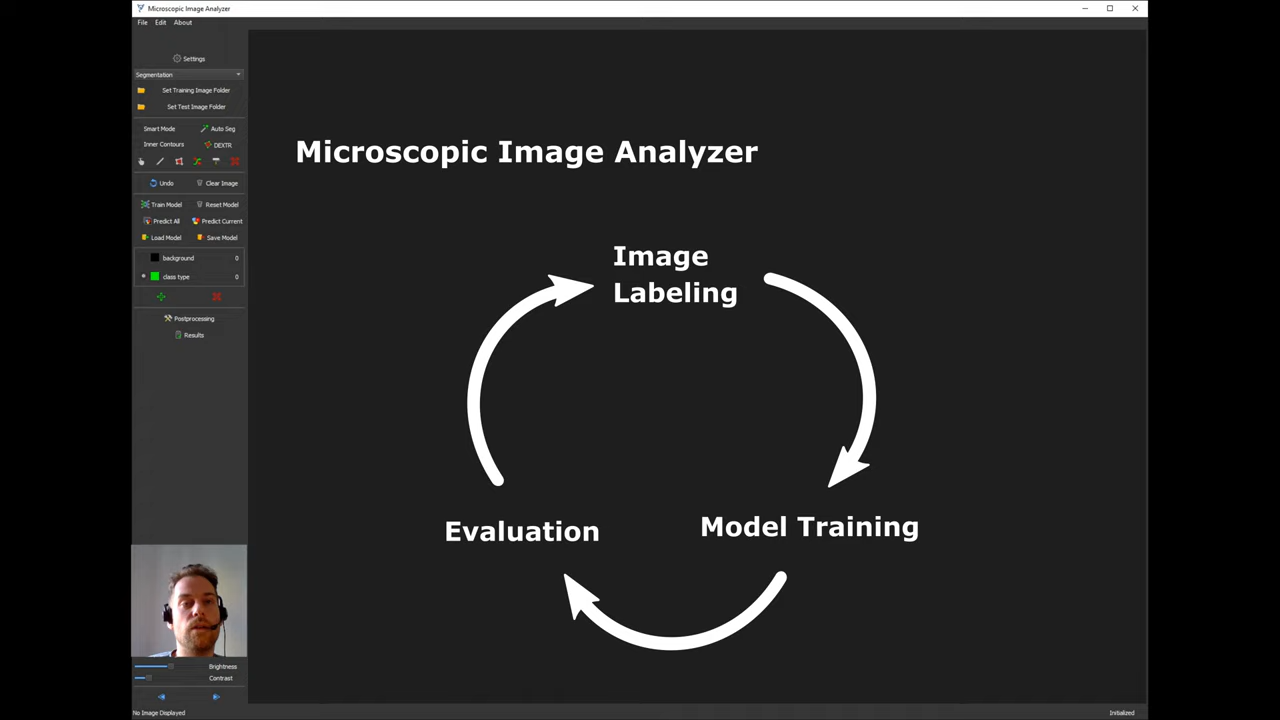 Microscopic Image Analyzer
File Edit About
Settings
Segmentation
Set Training Image Folder
Set Test Image Folder
Smart Mode Auto Seg
Inner Contours DEXTR
Undo Clear Image
Train Model Reset Model
Predict All Predict Current
Load Model Save Model
background 0
class type 0
Postprocessing
Results
Microscopic Image Analyzer
Image
Labeling
Model Training
Evaluation
Brightness
Contrast
No Image Displayed Initialized